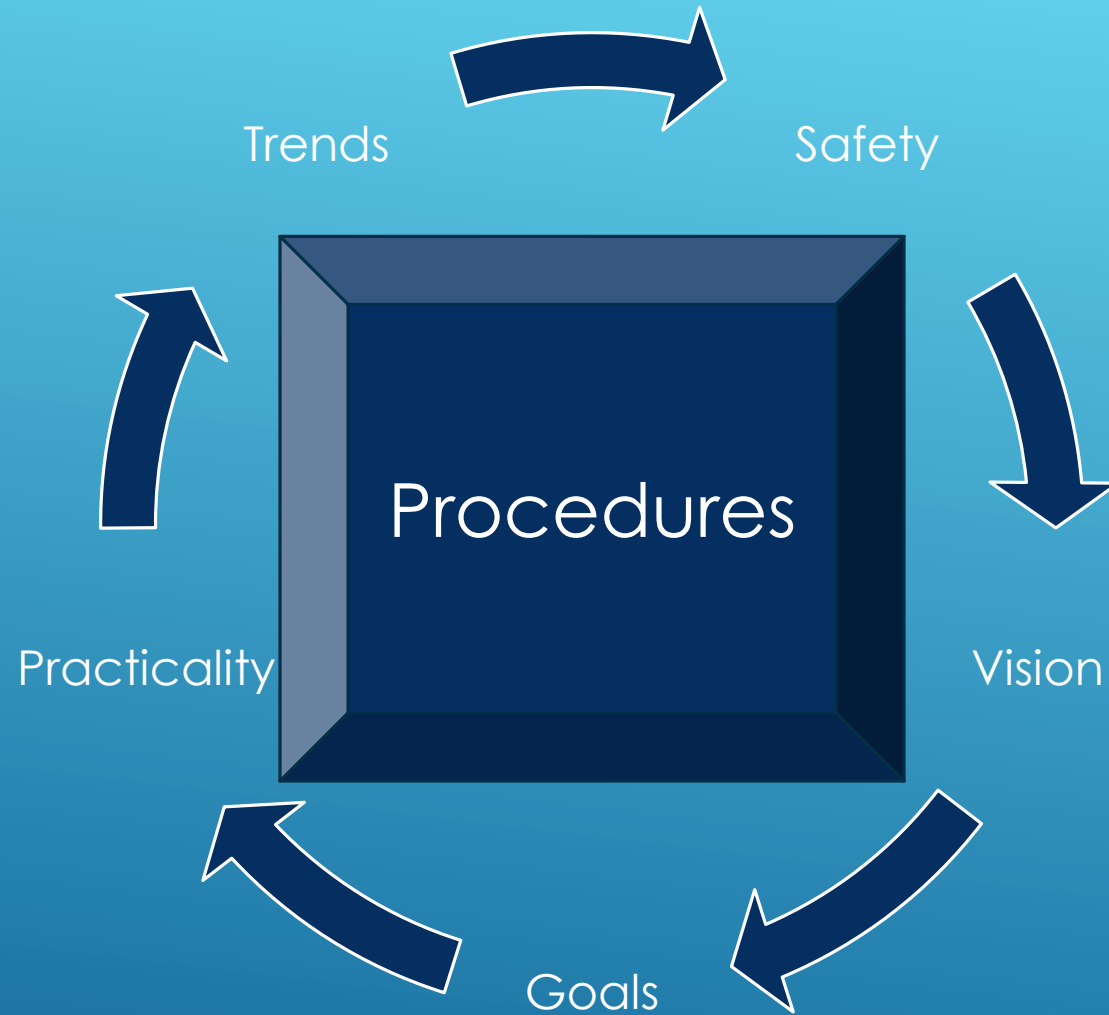 Trends
Safety
Procedures
Practicality
Vision
Goals